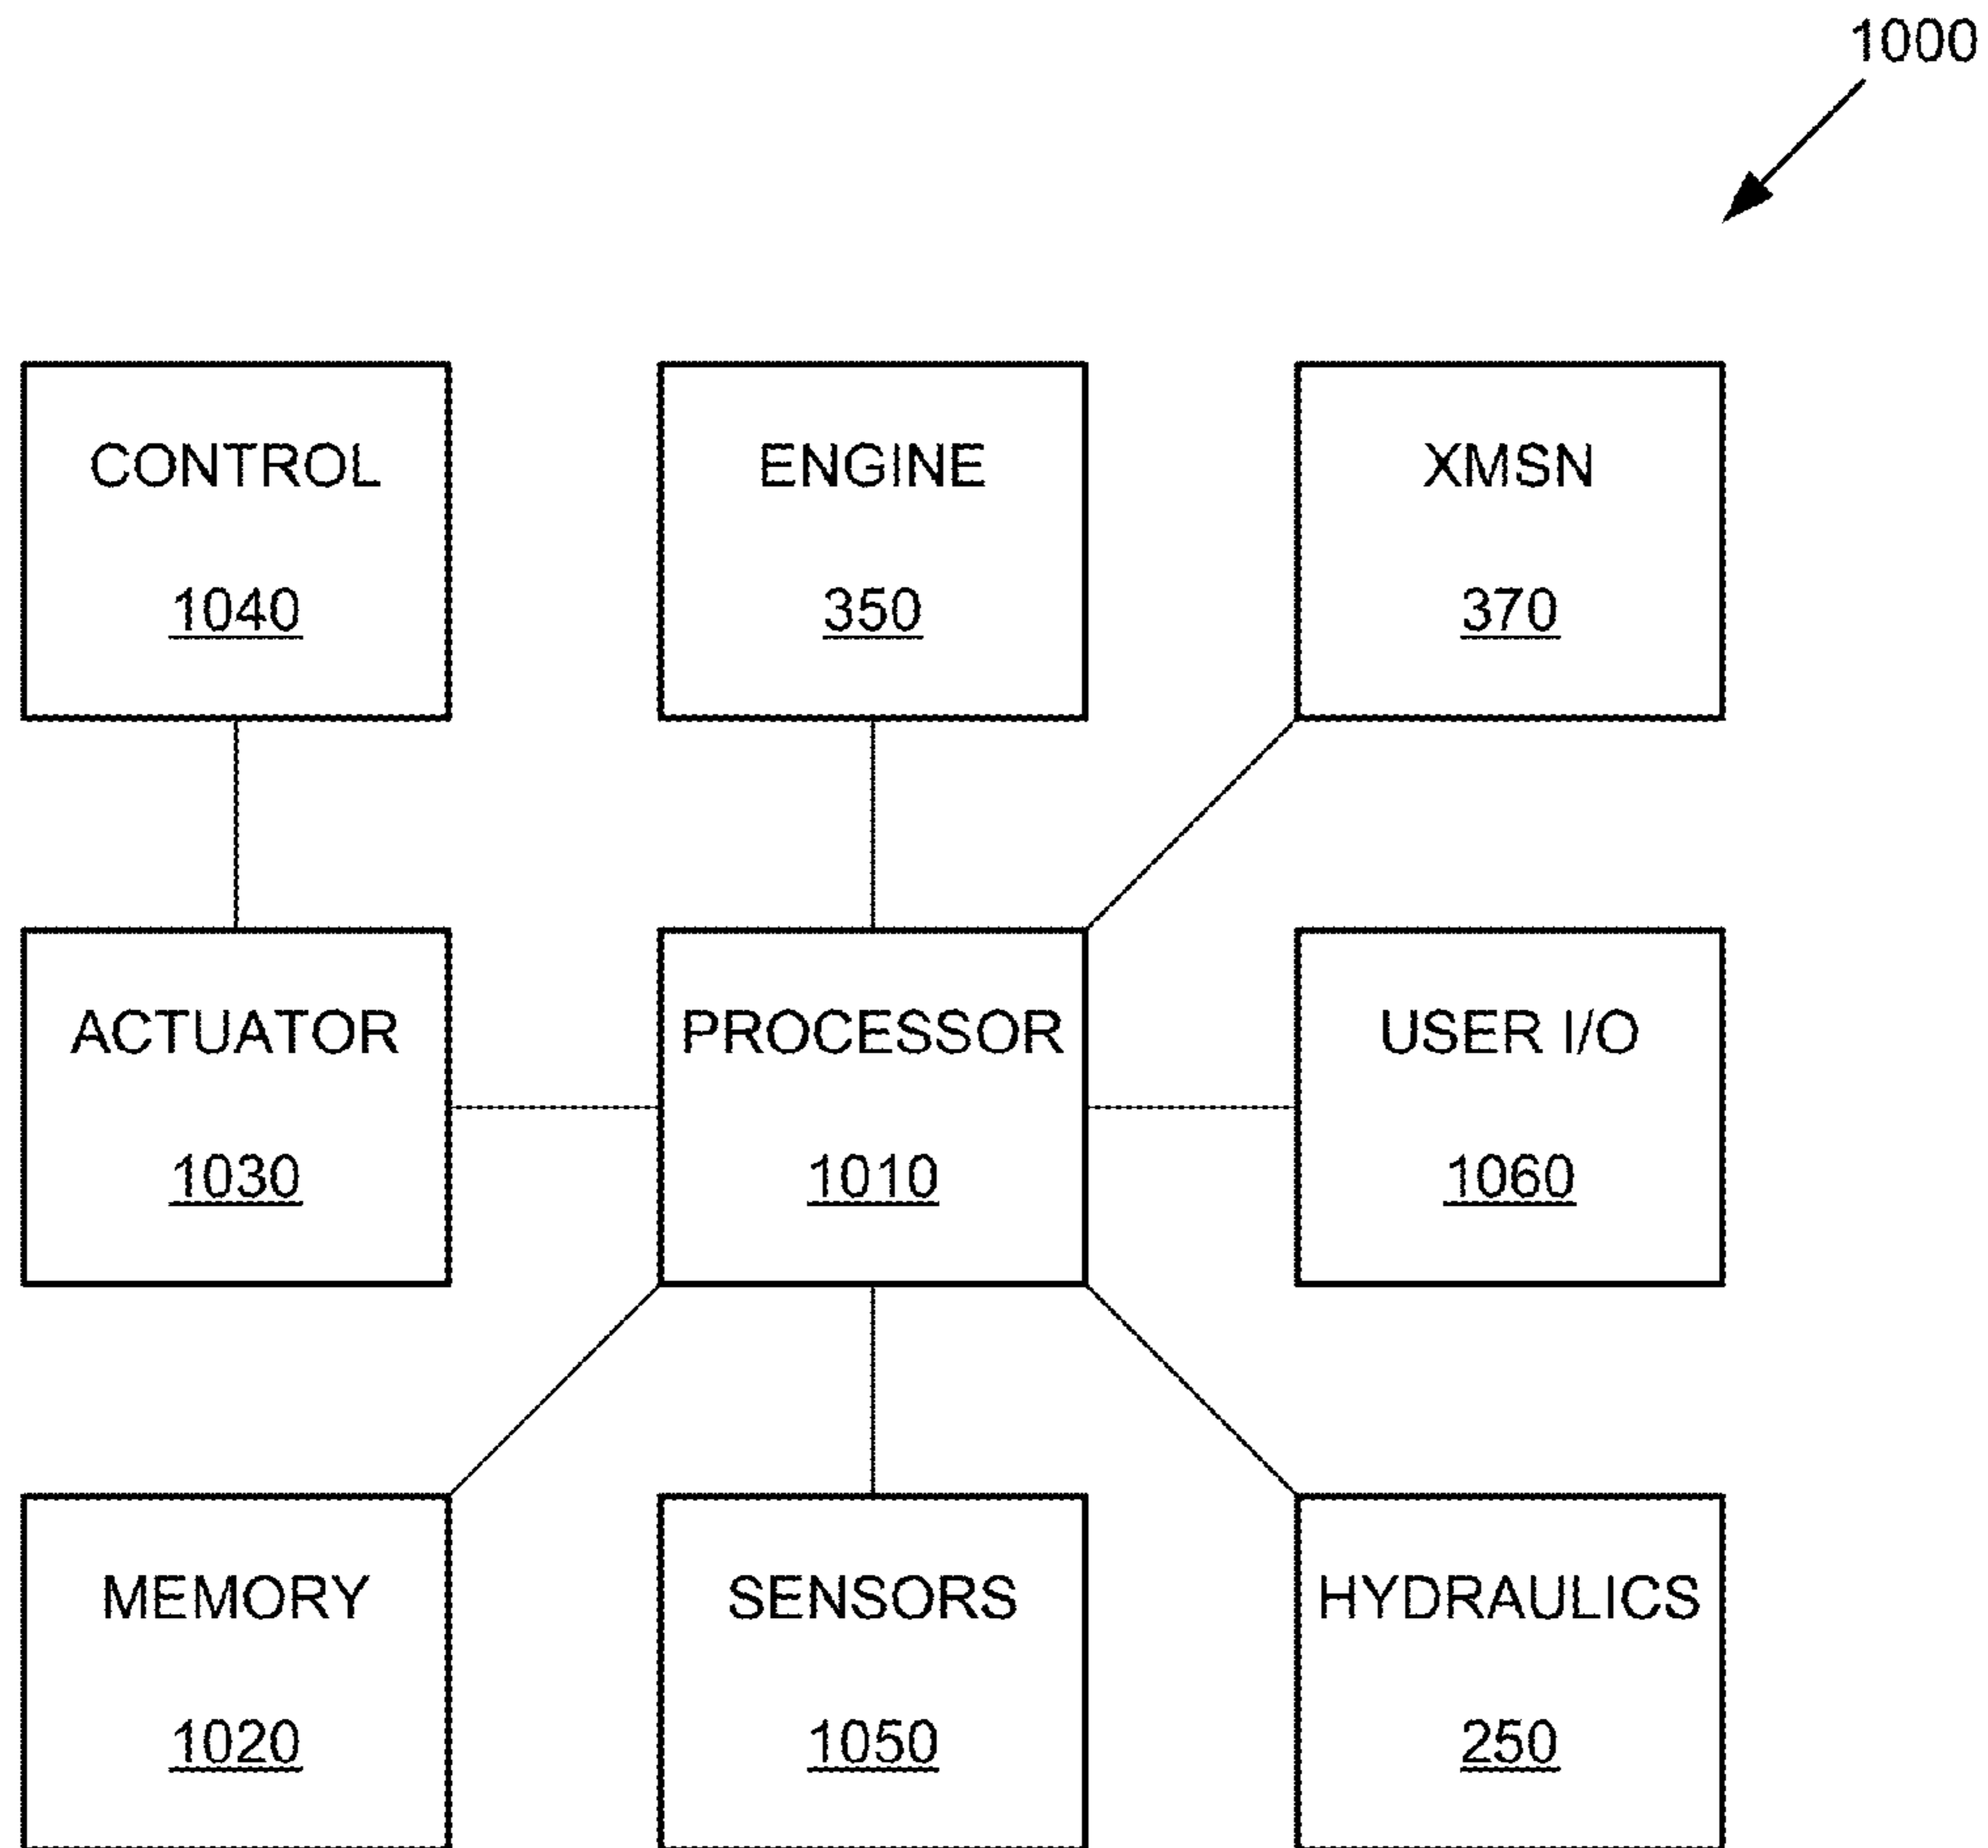 1000
CONTROL
1040
ENGINE
350
XMSN
370
ACTUATOR
1030
PROCESSOR
1010
USER I/O
1060
MEMORY
1020
SENSORS
1050
HYDRAULICS
250